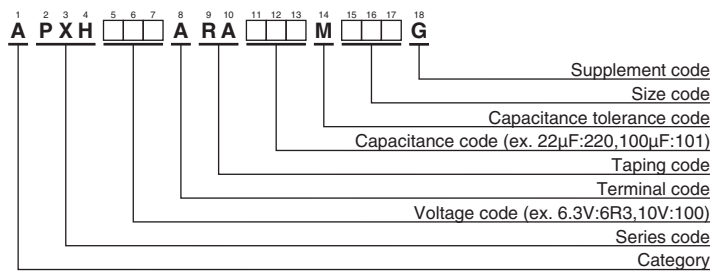 1 2 3 4 5 6 7 8 9 10 11 12 13 14 15 16 17 18
A P X H A R A M G
Supplement code
Size code
Capacitance tolerance code
Capacitance code (ex. 22µF:220,100µF:101)
Taping code
Terminal code
Voltage code (ex. 6.3V:6R3,10V:100)
Series code
Category